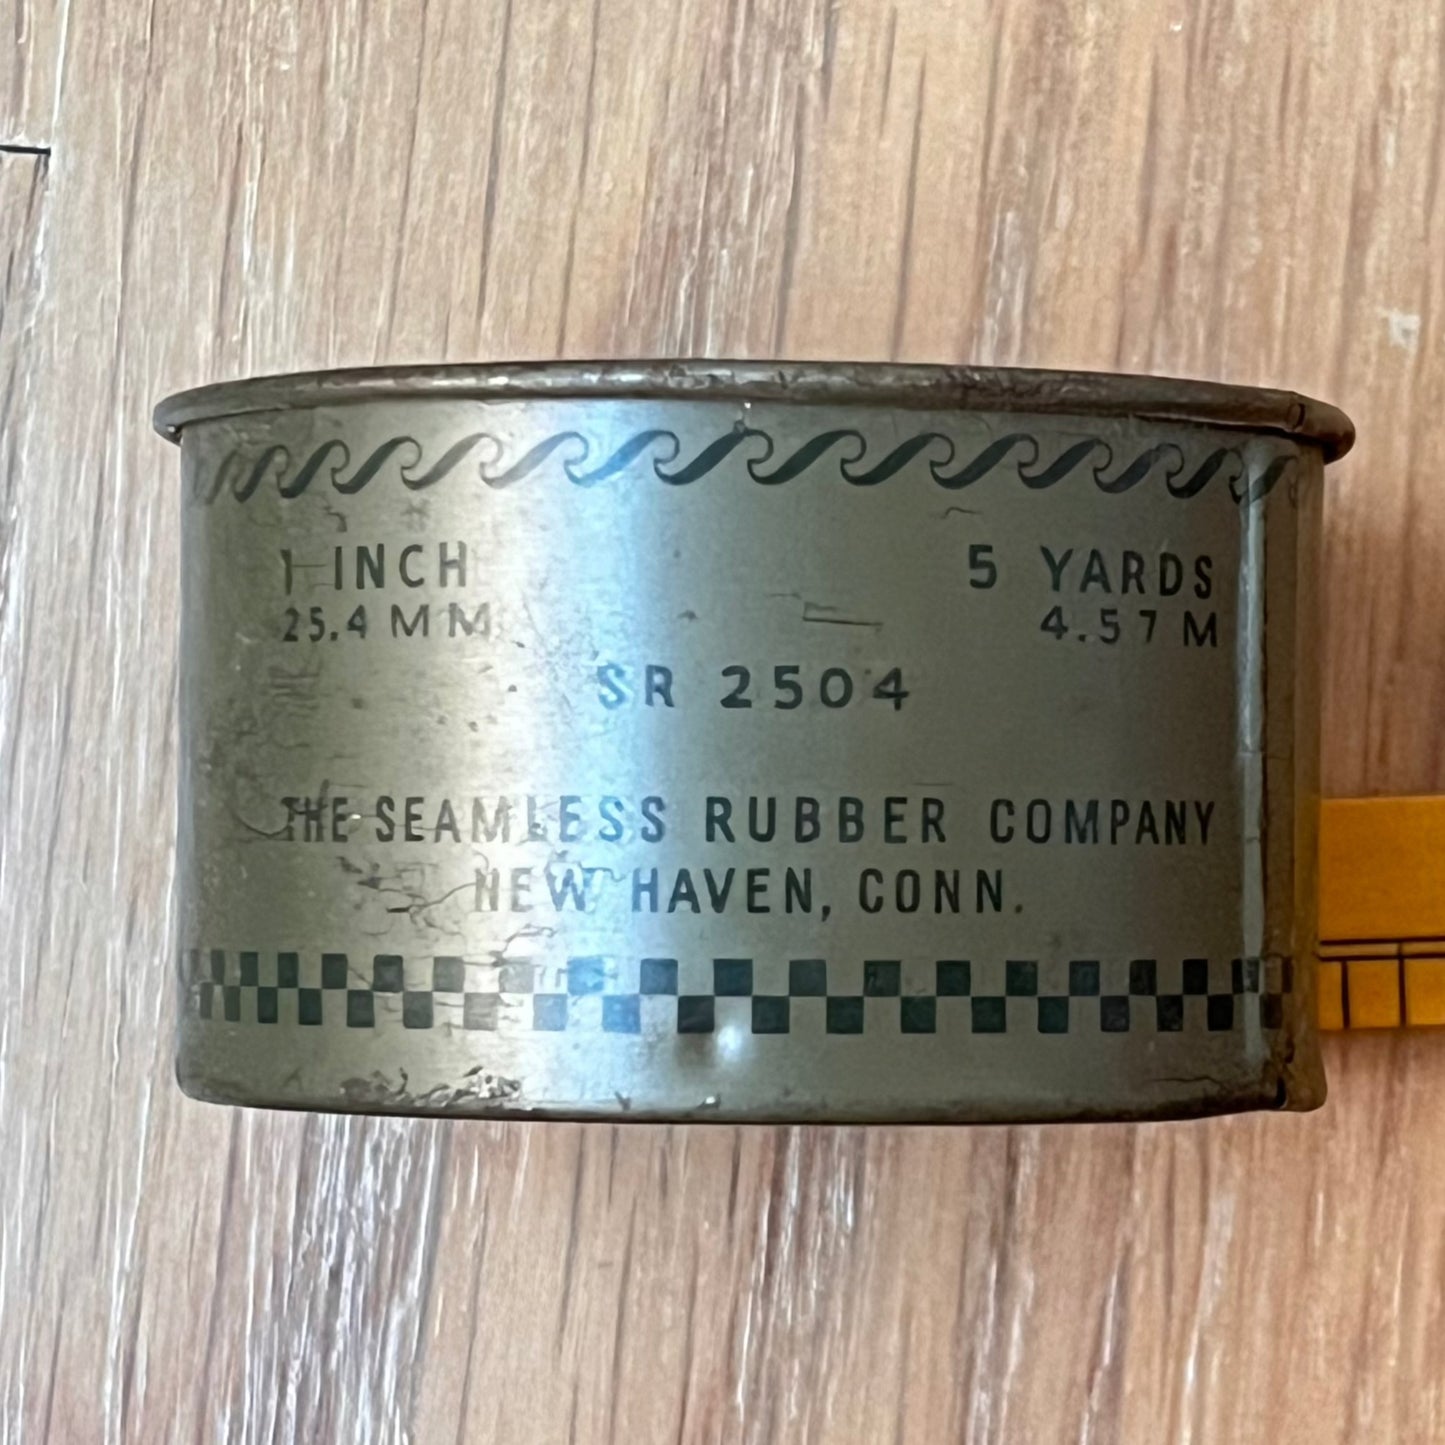 1 INCH 5 YARDS
25.4 MM 4.57 M
SR 2504
THE SEAMLESS RUBBER COMPANY
NEW HAVEN, CONN.